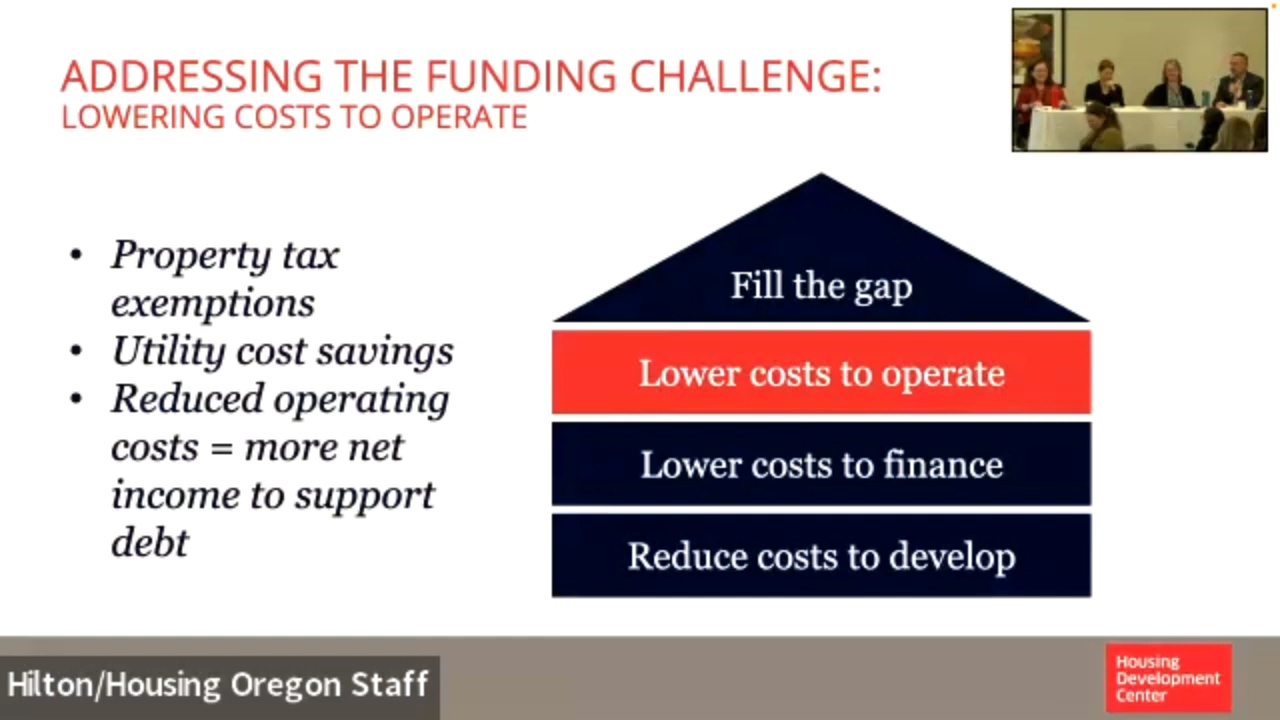 ADDRESSING THE FUNDING CHALLENGE:
LOWERING COSTS TO OPERATE
• Property tax
exemptions
• Utility cost savings
• Reduced operating
costs = more net
income to support
debt
Fill the gap
Lower costs to operate
Lower costs to finance
Reduce costs to develop
Hilton/Housing Oregon Staff
Housing
Development
Center